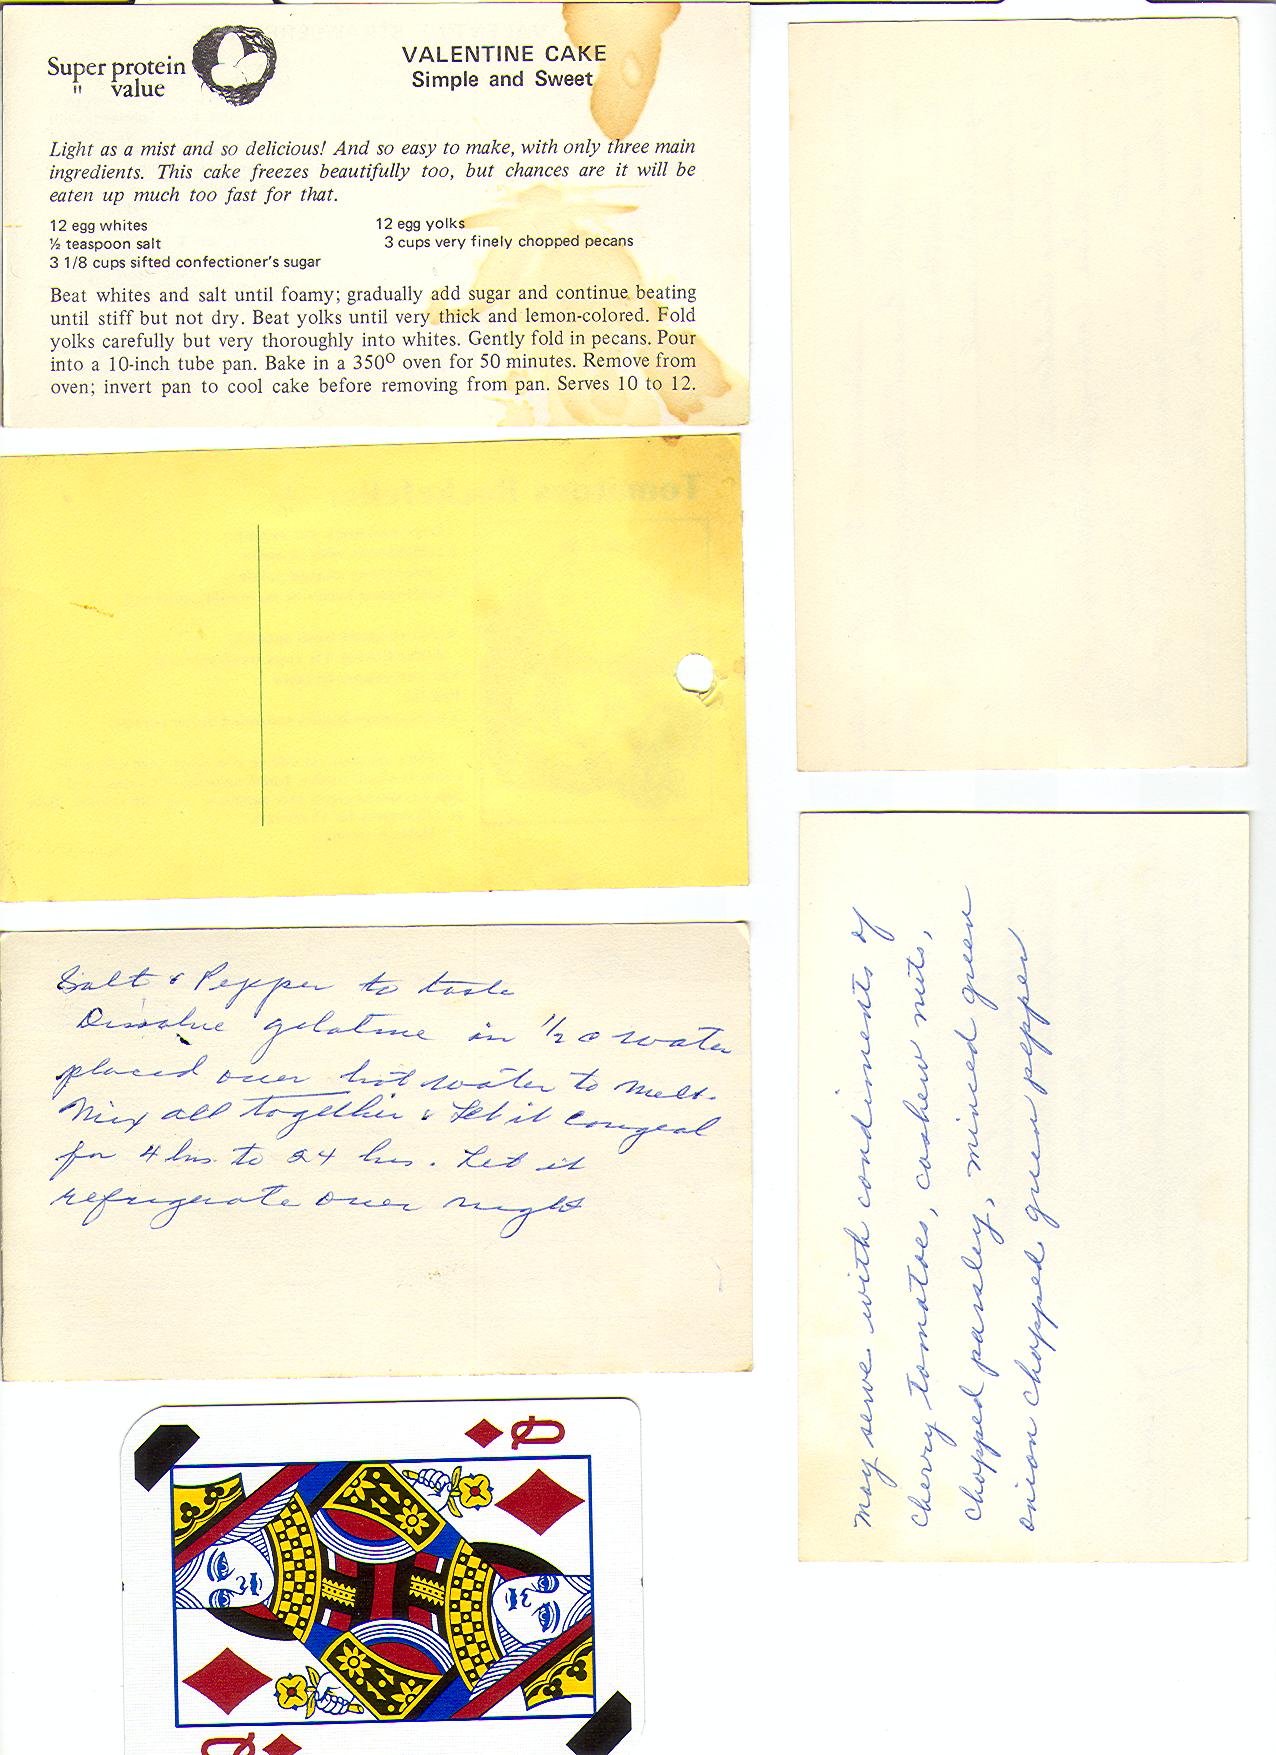 Super protein
" value
VALENTINE CAKE
Simple and Sweet
Light as a mist and so delicious! And so easy to make, with only three main
ingredients. This cake freezes beautifully too, but chances are it will be
eaten up much too fast for that.
12 egg whites
½ teaspoon salt
3 1/8 cups sifted confectioner's sugar
12 egg yolks
3 cups very finely chopped pecans
Beat whites and salt until foamy; gradually add sugar and continue beating
until stiff but not dry. Beat yolks until very thick and lemon-colored. Fold
yolks carefully but very thoroughly into whites. Gently fold in pecans. Pour
into a 10-inch tube pan. Bake in a 350° oven for 50 minutes. Remove from
oven; invert pan to cool cake before removing from pan. Serves 10 to 12.
Salt & Pepper to taste
Dissolve gelatine in 1/2 c water
placed over hot water to melt.
Mix all together & let it congeal
for 4 hrs. to 24 hrs. Let it
refrigerate over night
Q
Q
may serve with condiments of
cherry tomatoes, cashew nuts,
chopped parsley, minced green
onion chopped green pepper